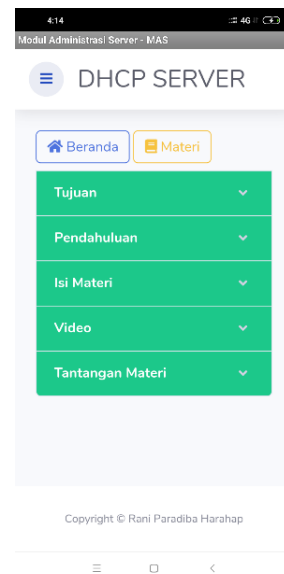 4:14
4G
Modul Administrasi Server - MAS
DHCP SERVER
Beranda
Materi
Tujuan
Pendahuluan
Isi Materi
Video
Tantangan Materi
Copyright © Rani Paradiba Harahap